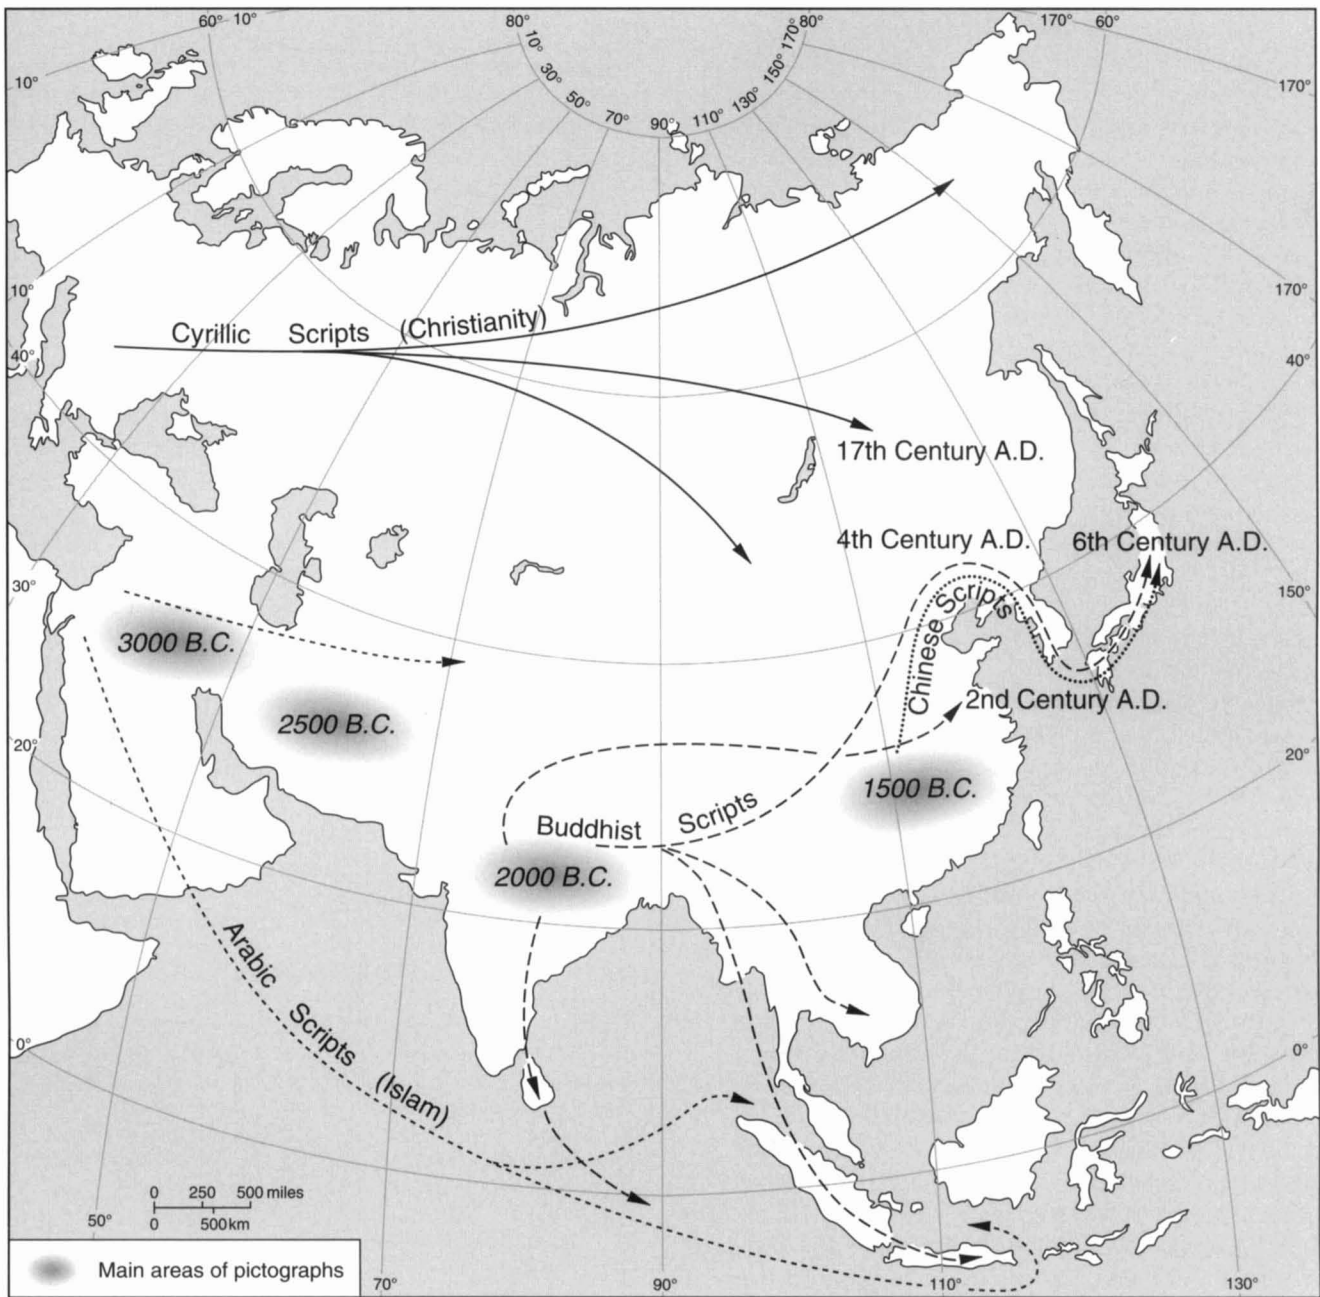 60° 10° 80° 80° 170° 60°
10° 30° 50° 70° 90° 110° 130° 150° 170°
10° 170°
10° 170°
Cyrillic Scripts (Christianity)
40° 40°
17th Century A.D.
4th Century A.D. 6th Century A.D.
30° 150°
Chinese Scripts
3000 B.C.
2nd Century A.D.
2500 B.C.
20° 20°
1500 B.C.
Buddhist Scripts
2000 B.C.
Arabic Scripts (Islam)
0° 0°
0 250 500 miles
0 500 km
50°
Main areas of pictographs
70° 90° 110° 130°